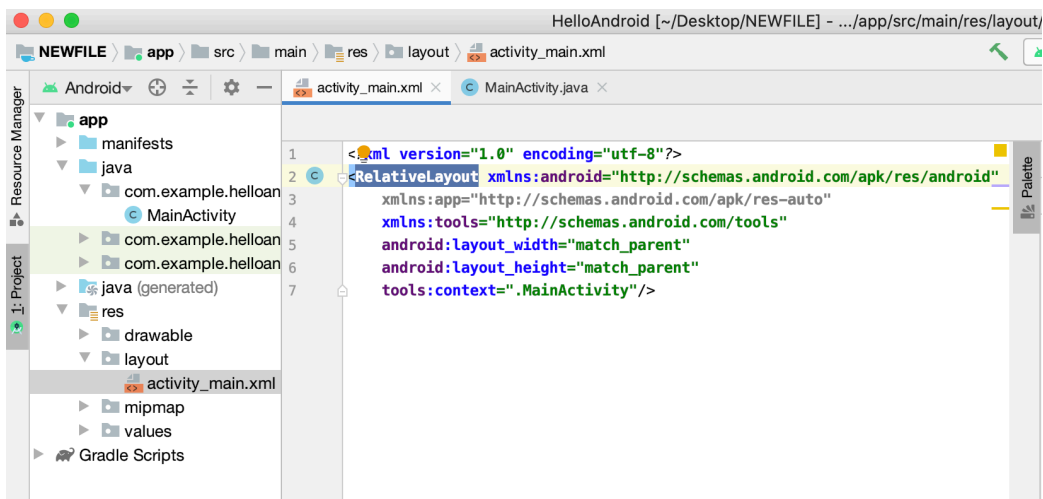 HelloAndroid [~/Desktop/NEWFILE] - .../app/src/main/res/layout/
NEWFILE app src main res layout activity_main.xml
Resource Manager
1: Project
Android
app
manifests
java
com.example.helloan
MainActivity
com.example.helloan
com.example.helloan
java (generated)
res
drawable
layout
activity_main.xml
mipmap
values
Gradle Scripts
activity_main.xml MainActivity.java
1 <?xml version="1.0" encoding="utf-8"?>
2 <RelativeLayout xmlns:android="http://schemas.android.com/apk/res/android"
3 xmlns:app="http://schemas.android.com/apk/res-auto"
4 xmlns:tools="http://schemas.android.com/tools"
5 android:layout_width="match_parent"
6 android:layout_height="match_parent"
7 tools:context=".MainActivity"/>
Palette